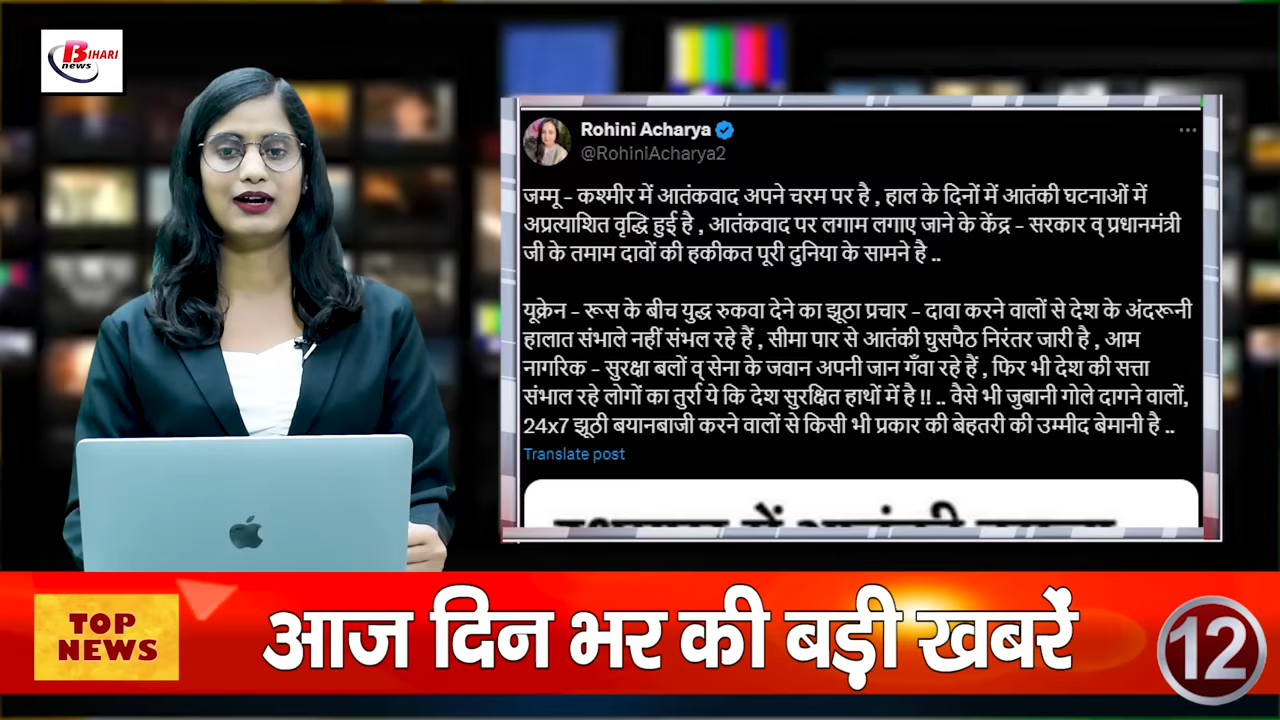 BIHARI
news
Rohini Acharya
@RohiniAcharya2
जम्मू - कश्मीर में आतंकवाद अपने चरम पर है , हाल के दिनों में आतंकी घटनाओं में
अप्रत्याशित वृद्धि हुई है , आतंकवाद पर लगाम लगाए जाने के केंद्र - सरकार व् प्रधानमंत्री
जी के तमाम दावों की हकीकत पूरी दुनिया के सामने है ..
यूक्रेन - रूस के बीच युद्ध रुकवा देने का झूठा प्रचार - दावा करने वालों से देश के अंदरूनी
हालात संभाले नहीं संभल रहे हैं , सीमा पार से आतंकी घुसपैठ निरंतर जारी है , आम
नागरिक - सुरक्षा बलों व् सेना के जवान अपनी जान गँवा रहे हैं , फिर भी देश की सत्ता
संभाल रहे लोगों का तुर्रा ये कि देश सुरक्षित हाथों में है !! .. वैसे भी जुबानी गोले दागने वालों,
24x7 झूठी बयानबाजी करने वालों से किसी भी प्रकार की बेहतरी की उम्मीद बेमानी है ..
Translate post
TOP
NEWS
आज दिन भर की बड़ी खबरें
12